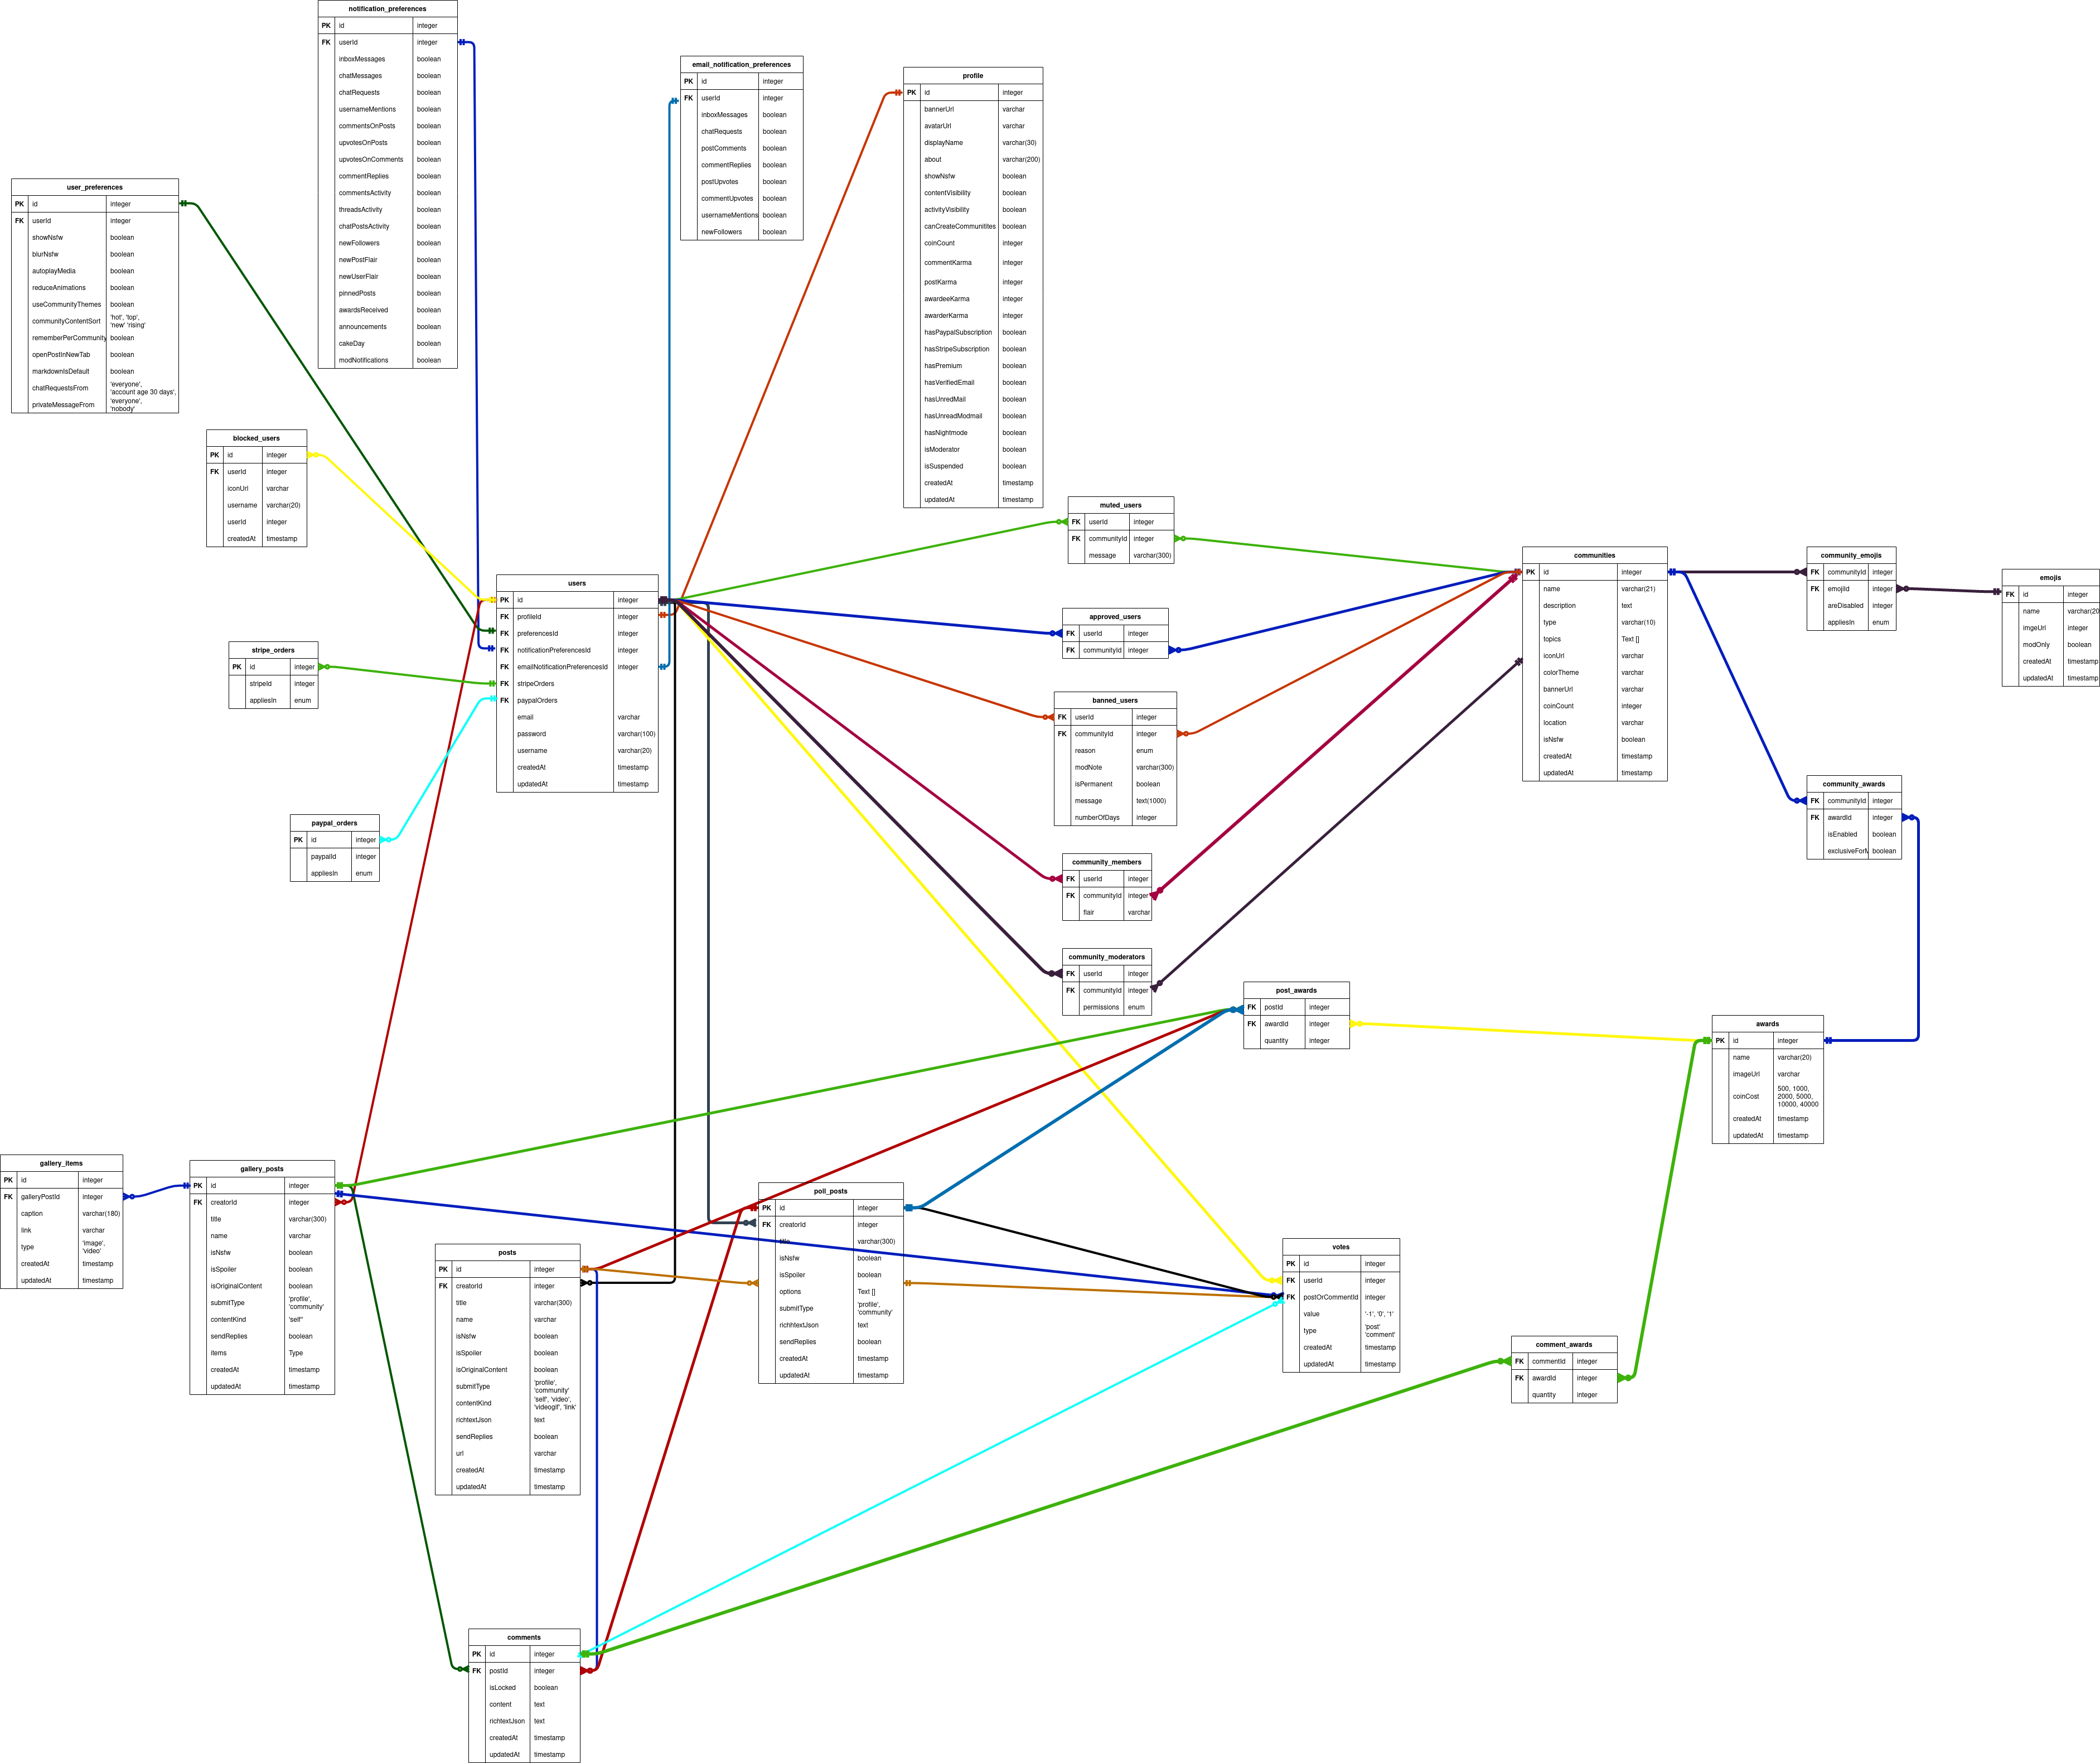 notification_preferences
PK id integer
FK userId integer
inboxMessages boolean
chatMessages boolean
chatRequests boolean
usernameMentions boolean
commentsOnPosts boolean
upvotesOnPosts boolean
upvotesOnComments boolean
commentReplies boolean
commentsActivity boolean
threadsActivity boolean
chatPostsActivity boolean
newFollowers boolean
newPostFlair boolean
newUserFlair boolean
pinnedPosts boolean
awardsReceived boolean
announcements boolean
cakeDay boolean
modNotifications boolean
email_notification_preferences
PK id integer
FK userId integer
inboxMessages boolean
chatRequests boolean
postComments boolean
commentReplies boolean
postUpvotes boolean
commentUpvotes boolean
usernameMentions boolean
newFollowers boolean
profile
PK id integer
bannerUrl varchar
avatarUrl varchar
displayName varchar(30)
about varchar(200)
showNsfw boolean
contentVisibility boolean
activityVisibility boolean
canCreateCommunitites boolean
coinCount integer
commentKarma integer
postKarma integer
awardeeKarma integer
awarderKarma integer
hasPaypalSubscription boolean
hasStripeSubscription boolean
hasPremium boolean
hasVerifiedEmail boolean
hasUnredMail boolean
hasUnreadModmail boolean
hasNightmode boolean
isModerator boolean
isSuspended boolean
createdAt timestamp
updatedAt timestamp
user_preferences
PK id integer
FK userId integer
showNsfw boolean
blurNsfw boolean
autoplayMedia boolean
reduceAnimations boolean
useCommunityThemes boolean
communityContentSort 'hot', 'top',
'new' 'rising'
rememberPerCommunity boolean
openPostInNewTab boolean
markdownIsDefault boolean
chatRequestsFrom 'everyone',
'account age 30 days',
privateMessageFrom 'everyone',
'nobody'
blocked_users
PK id integer
FK userId integer
iconUrl varchar
username varchar(20)
userId integer
createdAt timestamp
muted_users
FK userId integer
FK communityId integer
message varchar(300)
users
PK id integer
FK profileId integer
FK preferencesId integer
FK notificationPreferencesId integer
FK emailNotificationPreferencesId integer
FK stripeOrders
FK paypalOrders
email varchar
password varchar(100)
username varchar(20)
createdAt timestamp
updatedAt timestamp
communities
PK id integer
name varchar(21)
description text
type varchar(10)
topics Text []
iconUrl varchar
colorTheme varchar
bannerUrl varchar
coinCount integer
location varchar
isNsfw boolean
createdAt timestamp
updatedAt timestamp
community_emojis
FK communityId integer
FK emojiId integer
areDisabled integer
appliesIn enum
emojis
FK id integer
name varchar(20
imgeUrl integer
modOnly boolean
createdAt timestamp
updatedAt timestamp
approved_users
FK userId integer
FK communityId integer
stripe_orders
PK id integer
stripeId integer
appliesIn enum
banned_users
FK userId integer
FK communityId integer
reason enum
modNote varchar(300)
isPermanent boolean
message text(1000)
numberOfDays integer
community_awards
FK communityId integer
FK awardId integer
isEnabled boolean
exclusiveForM boolean
paypal_orders
PK id integer
paypalId integer
appliesIn enum
community_members
FK userId integer
FK communityId integer
flair varchar
community_moderators
FK userId integer
FK communityId integer
permissions enum
post_awards
FK postId integer
FK awardId integer
quantity integer
awards
PK id integer
name varchar(20)
imageUrl varchar
coinCost 500, 1000,
2000, 5000,
10000, 40000
createdAt timestamp
updatedAt timestamp
gallery_items
PK id integer
FK galleryPostId integer
caption varchar(180)
link varchar
type 'image',
'video'
createdAt timestamp
updatedAt timestamp
gallery_posts
PK id integer
FK creatorId integer
title varchar(300)
name varchar
isNsfw boolean
isSpoiler boolean
isOriginalContent boolean
submitType 'profile',
'community'
contentKind 'self''
sendReplies boolean
items Type
createdAt timestamp
updatedAt timestamp
poll_posts
PK id integer
FK creatorId integer
title varchar(300)
isNsfw boolean
isSpoiler boolean
options Text []
submitType 'profile',
'community'
richhtextJson text
sendReplies boolean
createdAt timestamp
updatedAt timestamp
posts
PK id integer
FK creatorId integer
title varchar(300)
name varchar
isNsfw boolean
isSpoiler boolean
isOriginalContent boolean
submitType 'profile',
'community'
contentKind 'self', 'video',
'videogif', 'link'
richtextJson text
sendReplies boolean
url varchar
createdAt timestamp
updatedAt timestamp
votes
PK id integer
FK userId integer
FK postOrCommentId integer
value '-1', '0', '1'
type 'post'
'comment'
createdAt timestamp
updatedAt timestamp
comment_awards
FK commentId integer
FK awardId integer
quantity integer
comments
PK id integer
FK postId integer
isLocked boolean
content text
richtextJson text
createdAt timestamp
updatedAt timestamp